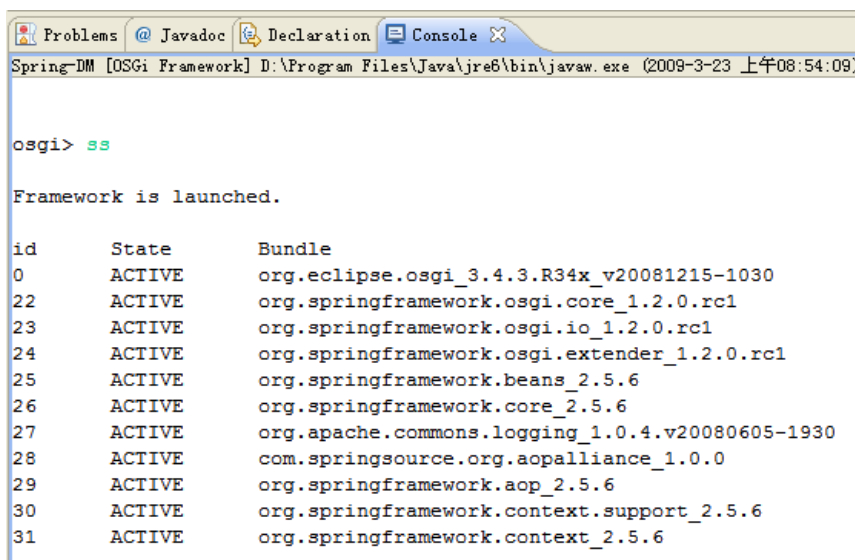 Problems @ Javadoc Declaration Console
Spring-DM [OSGi Framework] D:\Program Files\Java\jre6\bin\javaw.exe (2009-3-23 上午08:54:09)
osgi> ss
Framework is launched.
id State Bundle
0 ACTIVE org.eclipse.osgi_3.4.3.R34x_v20081215-1030
22 ACTIVE org.springframework.osgi.core_1.2.0.rc1
23 ACTIVE org.springframework.osgi.io_1.2.0.rc1
24 ACTIVE org.springframework.osgi.extender_1.2.0.rc1
25 ACTIVE org.springframework.beans_2.5.6
26 ACTIVE org.springframework.core_2.5.6
27 ACTIVE org.apache.commons.logging_1.0.4.v20080605-1930
28 ACTIVE com.springsource.org.aopalliance_1.0.0
29 ACTIVE org.springframework.aop_2.5.6
30 ACTIVE org.springframework.context.support_2.5.6
31 ACTIVE org.springframework.context_2.5.6